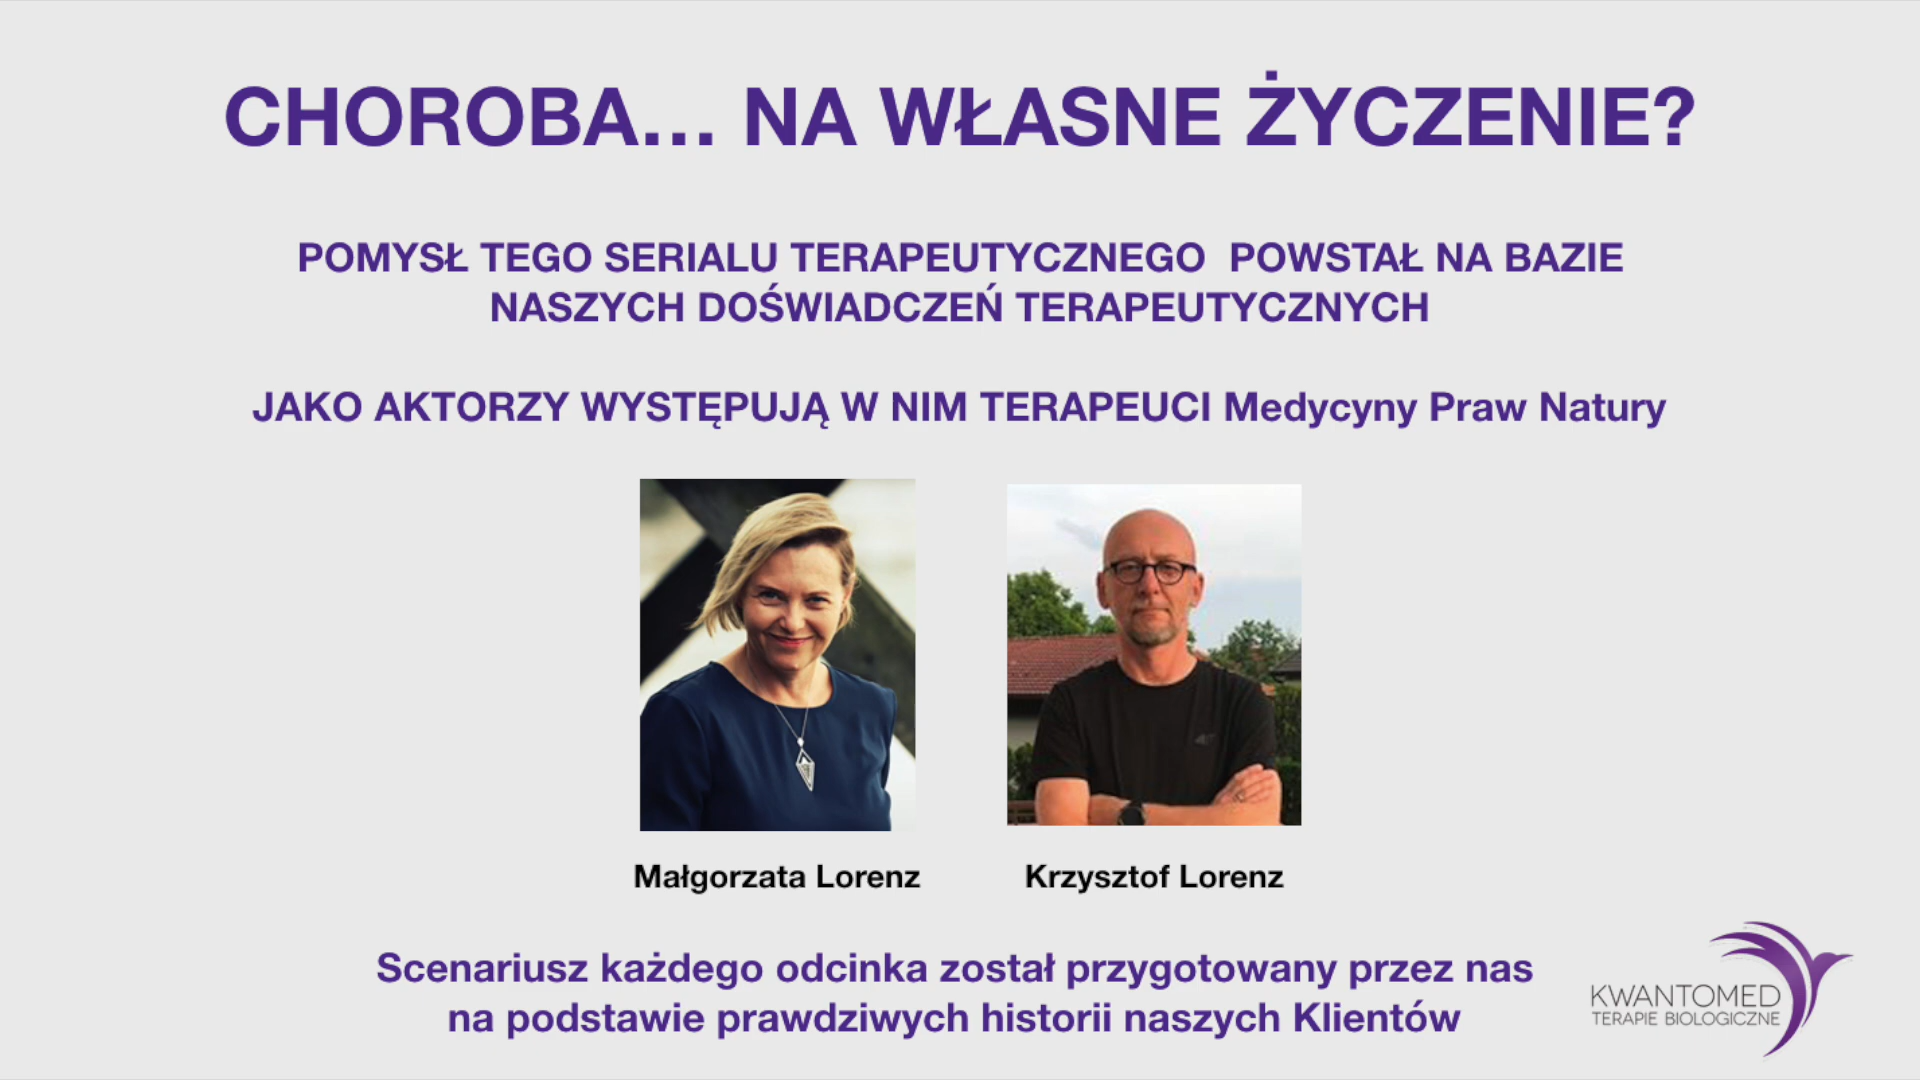 CHOROBA... NA WŁASNE ŻYCZENIE?
POMYSŁ TEGO SERIALU TERAPEUTYCZNEGO POWSTAŁ NA BAZIE
NASZYCH DOŚWIADCZEŃ TERAPEUTYCZNYCH
JAKO AKTORZY WYSTĘPUJĄ W NIM TERAPEUCI Medycyny Praw Natury
Małgorzata Lorenz
Krzysztof Lorenz
Scenariusz każdego odcinka został przygotowany przez nas
na podstawie prawdziwych historii naszych Klientów
KWANTOMED
TERAPIE BIOLOGICZNE